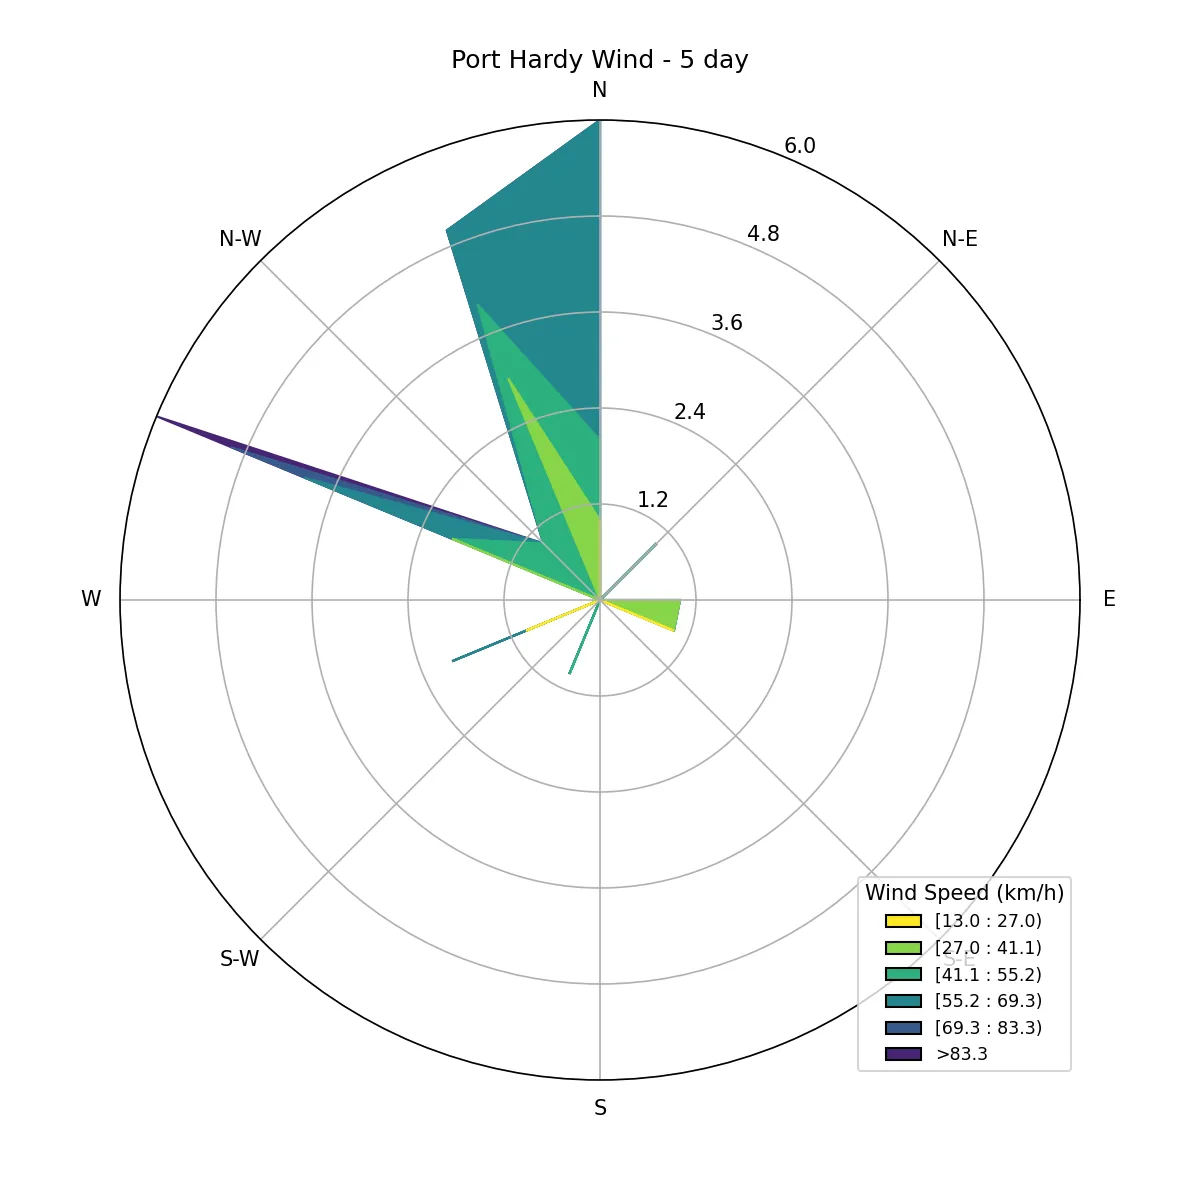 Port Hardy Wind - 5 day
N
6.0
N-W
4.8
N-E
3.6
2.4
1.2
W
E
Wind Speed (km/h)
[13.0 : 27.0)
[27.0 : 41.1)
S-W
S-E
[41.1 : 55.2)
[55.2 : 69.3)
[69.3 : 83.3)
>83.3
S